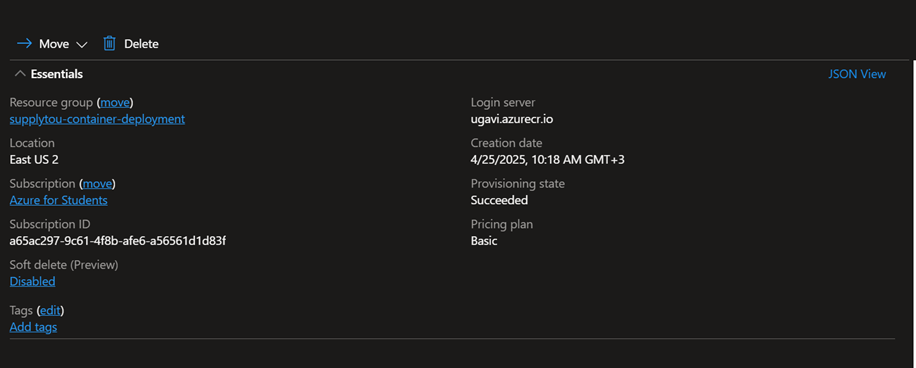 Move Delete
Essentials JSON View
Resource group (move)
supplytou-container-deployment
Location
East US 2
Subscription (move)
Azure for Students
Subscription ID
a65ac297-9c61-4f8b-afe6-a56561d1d83f
Soft delete (Preview)
Disabled
Tags (edit)
Add tags
Login server
ugavi.azurecr.io
Creation date
4/25/2025, 10:18 AM GMT+3
Provisioning state
Succeeded
Pricing plan
Basic